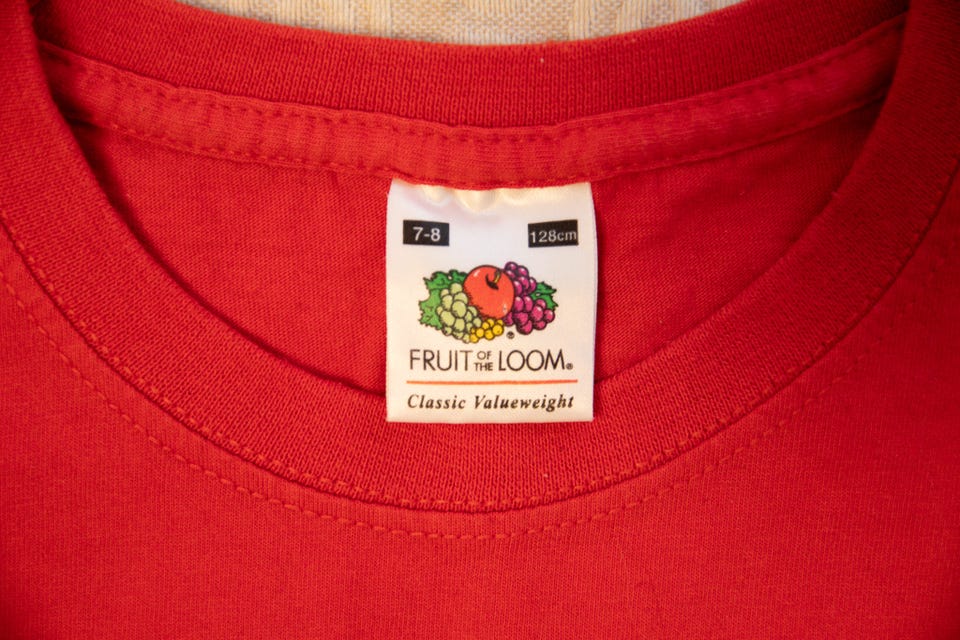 7-8 128cm
FRUIT OF THE LOOM®
Classic Valueweight